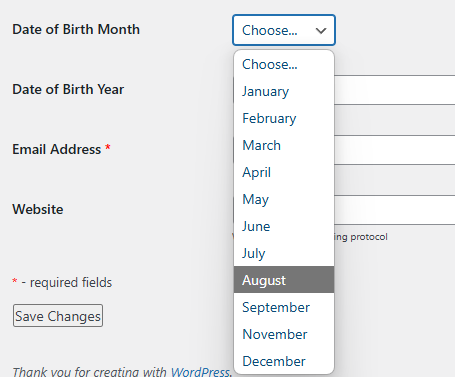 Date of Birth Month Choose...
Choose...
Date of Birth Year
January
February
March
Email Address *
April
May
Website
June
ing protocol
July
* - required fields
August
September
Save Changes
November
December
Thank you for creating with WordPress.